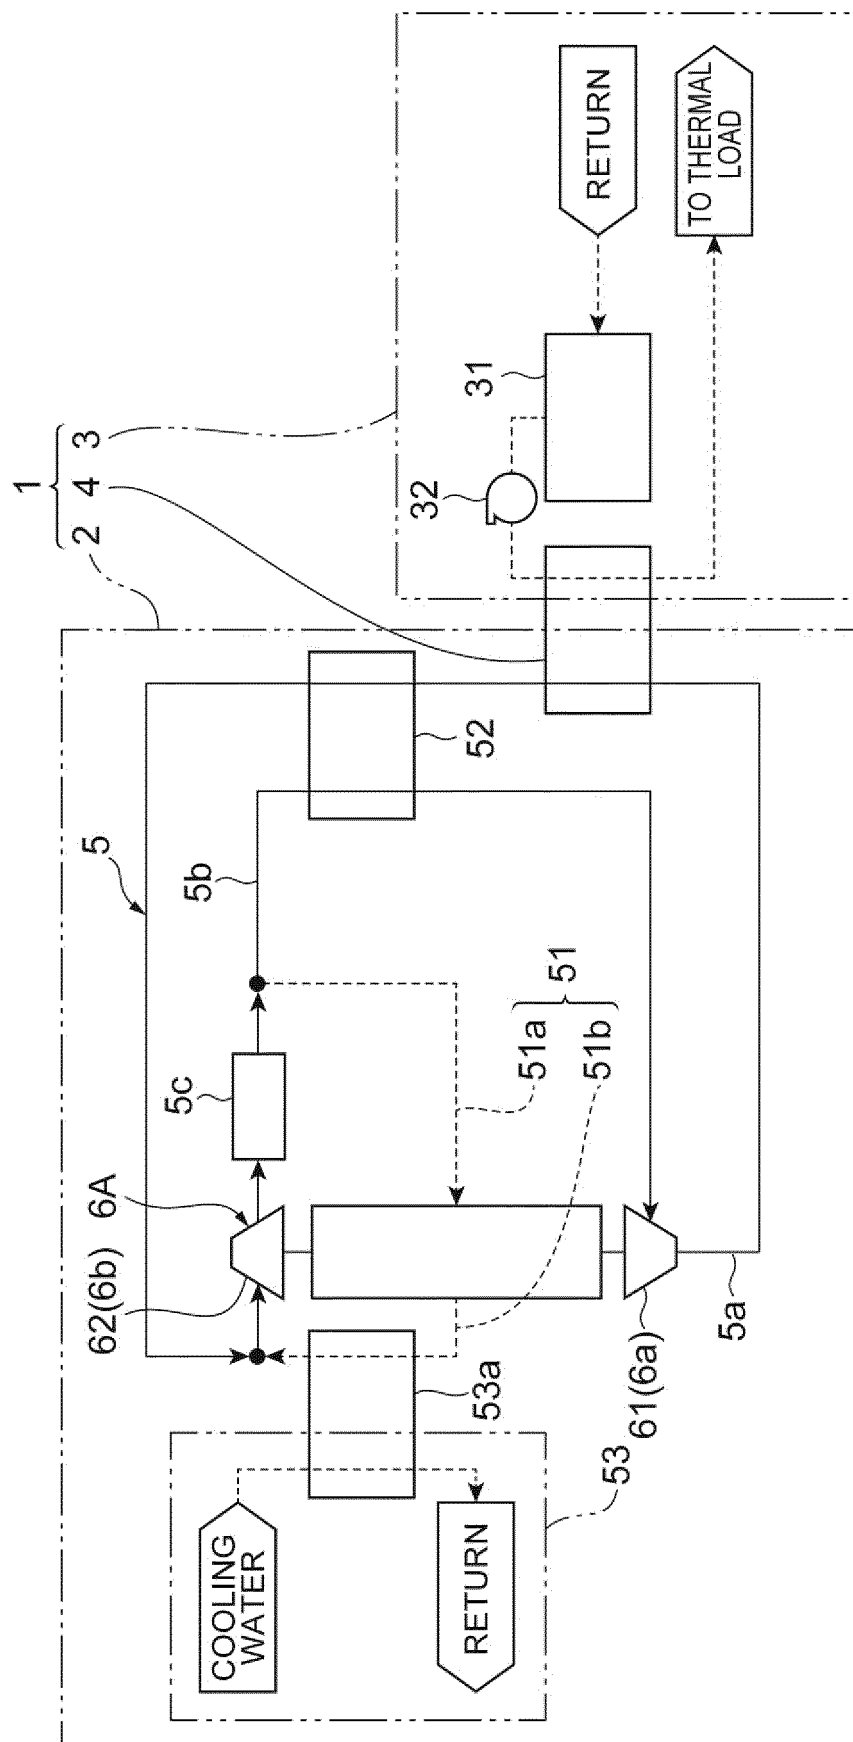 1
2 4 3
5
62(6b) 6A
5c
5b
COOLING
WATER
32
31
RETURN
53a
52
51a
51
51b
RETURN
53
61(6a)
TO THERMAL
LOAD
5a